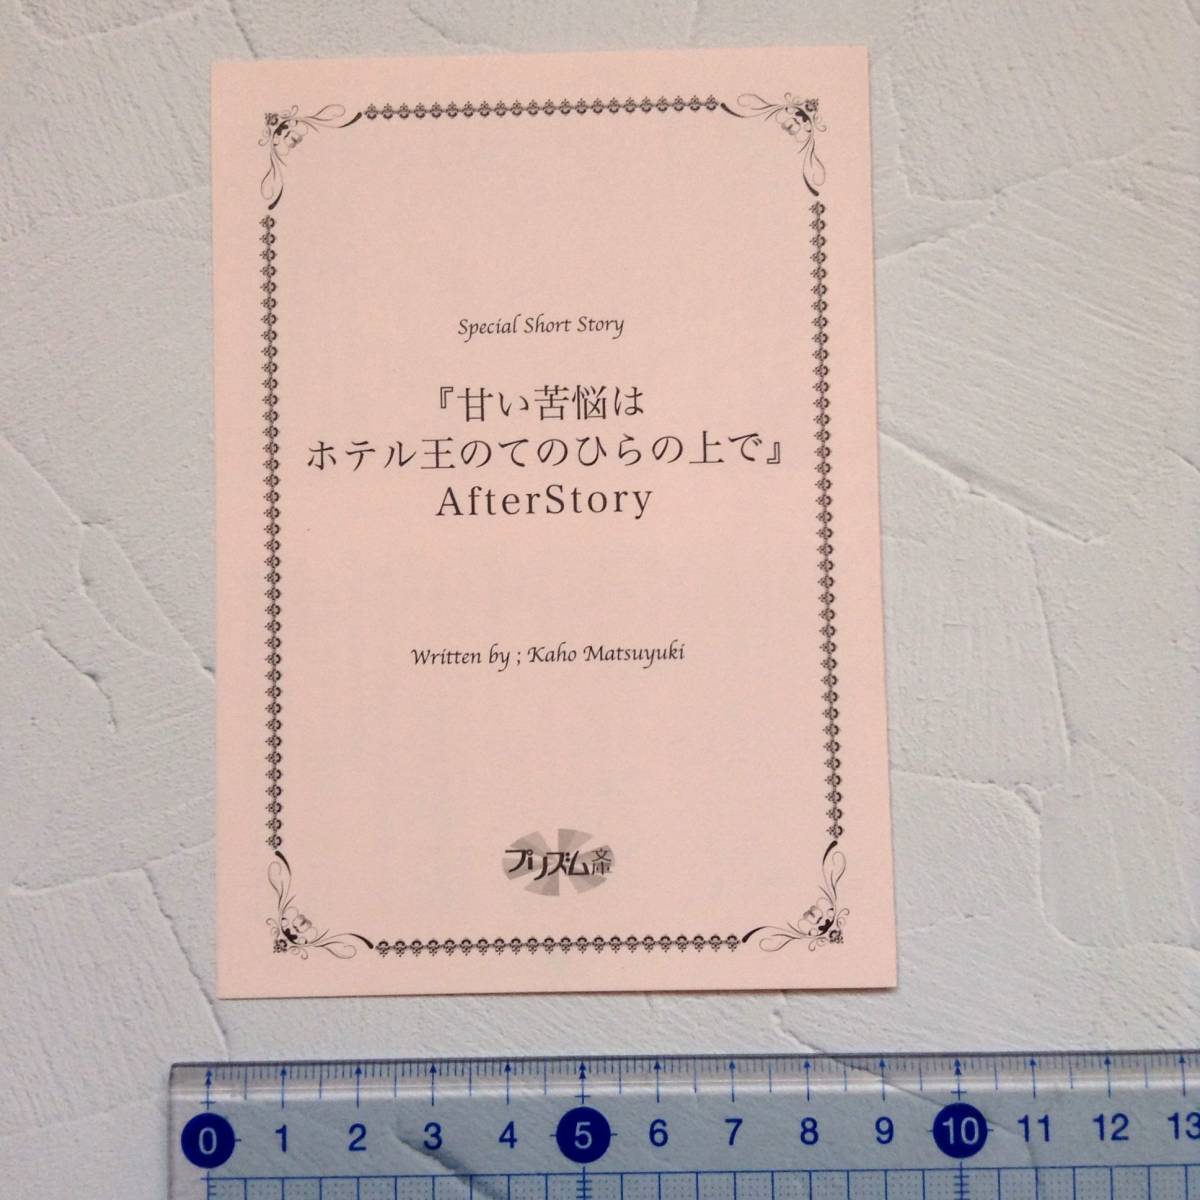 Special Short Story
『甘い苦悩は
ホテル王のてのひらの上で』
AfterStory
Written by ; Kaho Matsuyuki
プリズム文庫
0 1 2 3 4 5 6 7 8 9 10 11 12 13